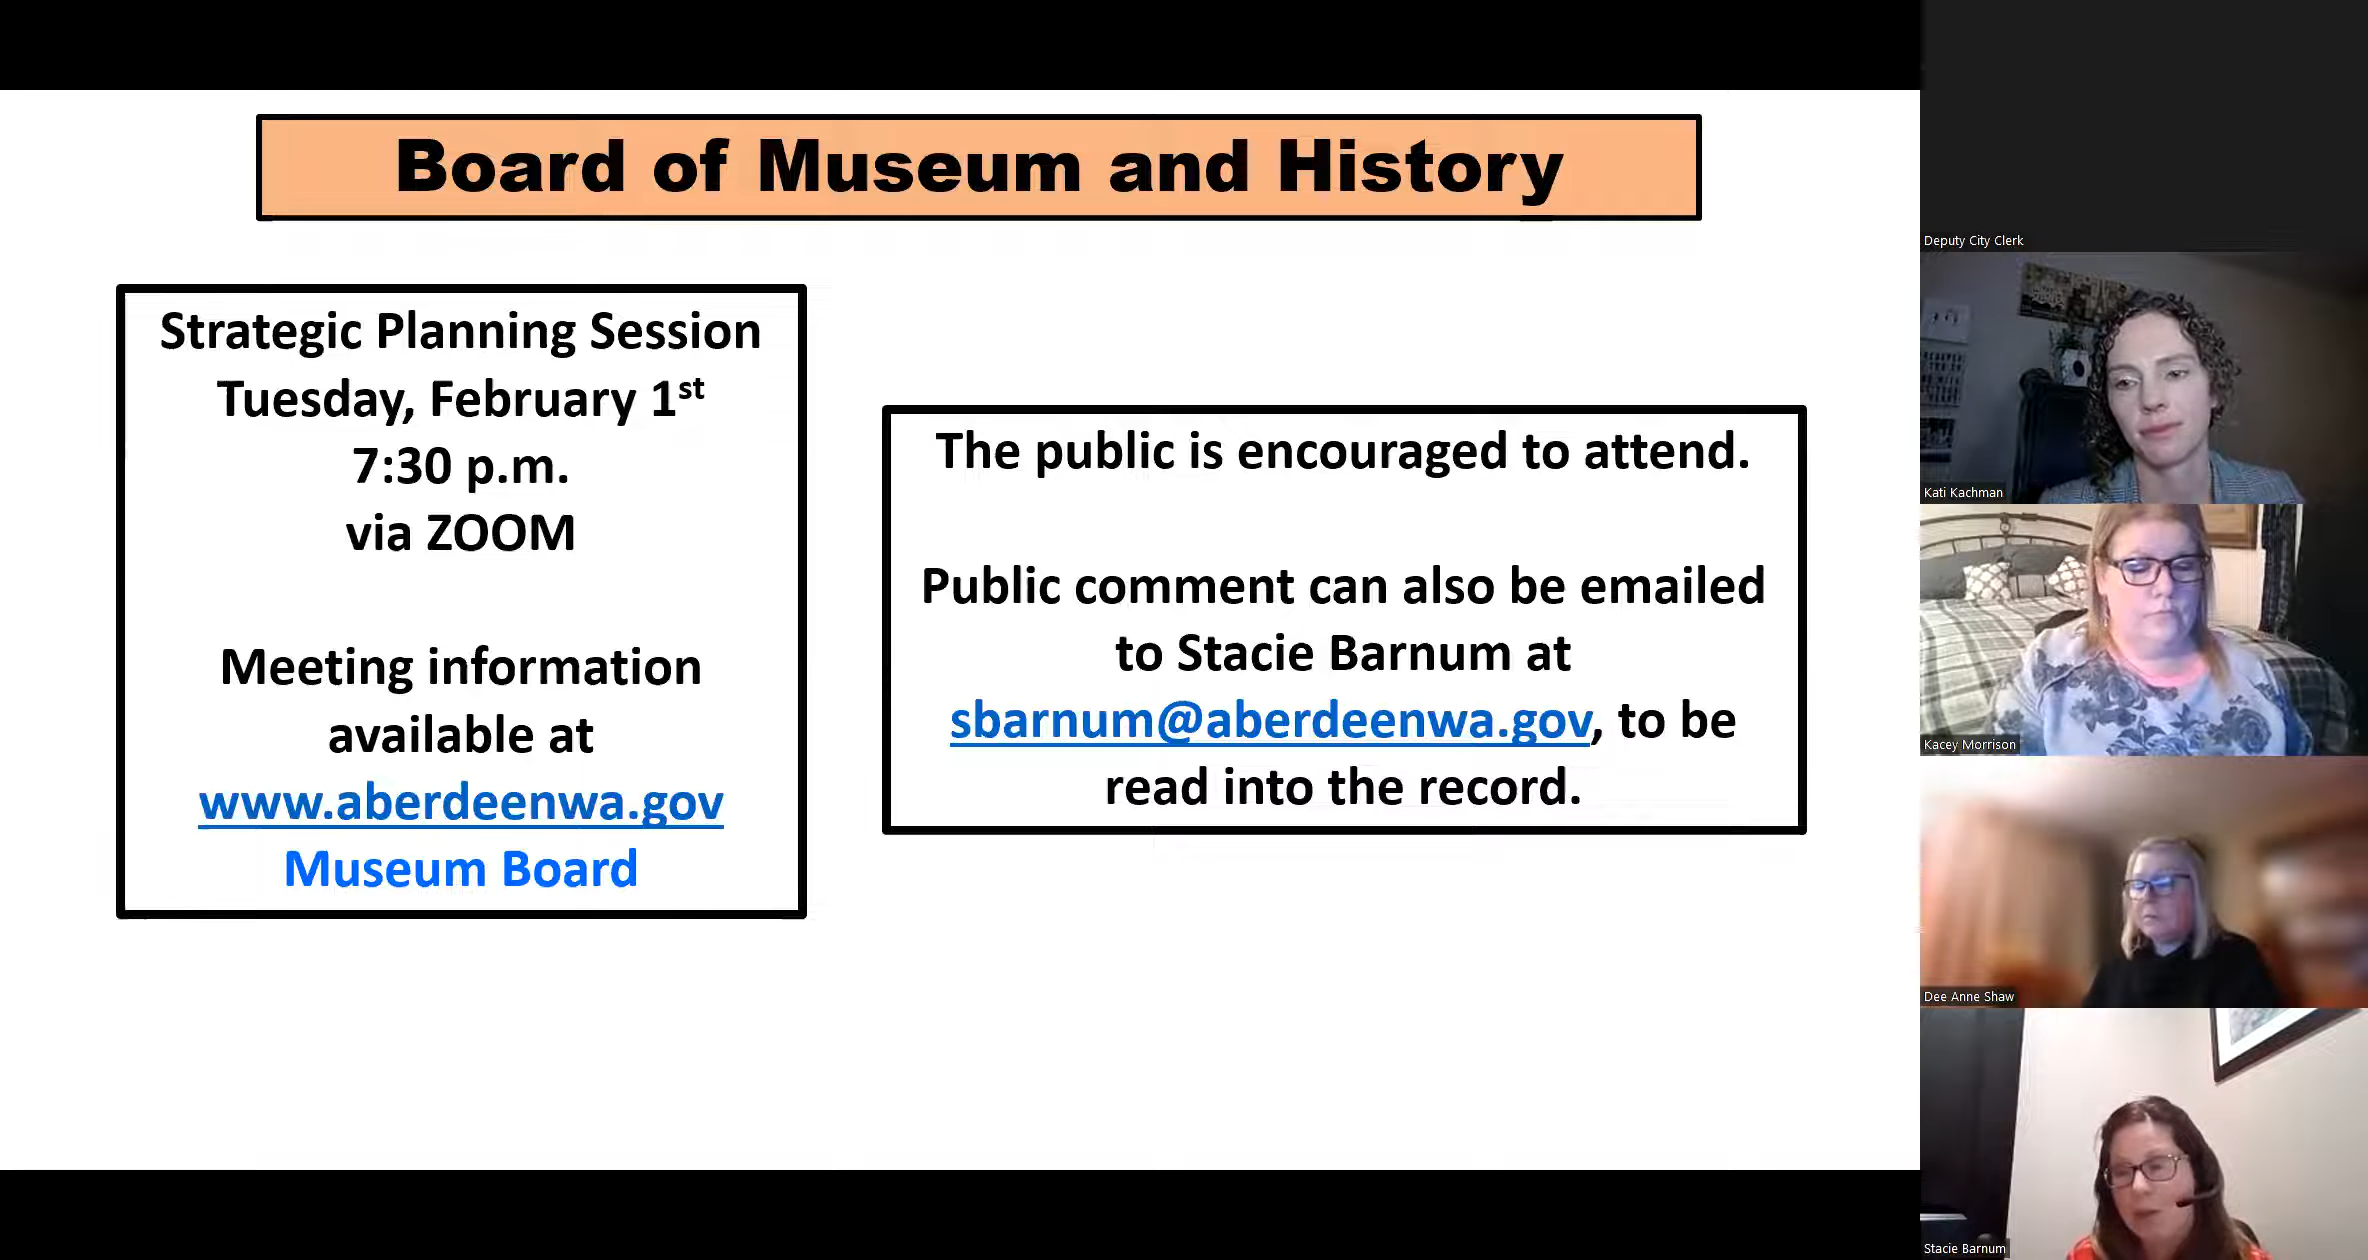 Board of Museum and History
Strategic Planning Session
Tuesday, February 1st
7:30 p.m.
via ZOOM
Meeting information
available at
www.aberdeenwa.gov
Museum Board
The public is encouraged to attend.
Public comment can also be emailed
to Stacie Barnum at
sbarnum@aberdeenwa.gov, to be
read into the record.
Deputy City Clerk
Kati Kachman
Kacey Morrison
Dee Anne Shaw
Stacie Barnum